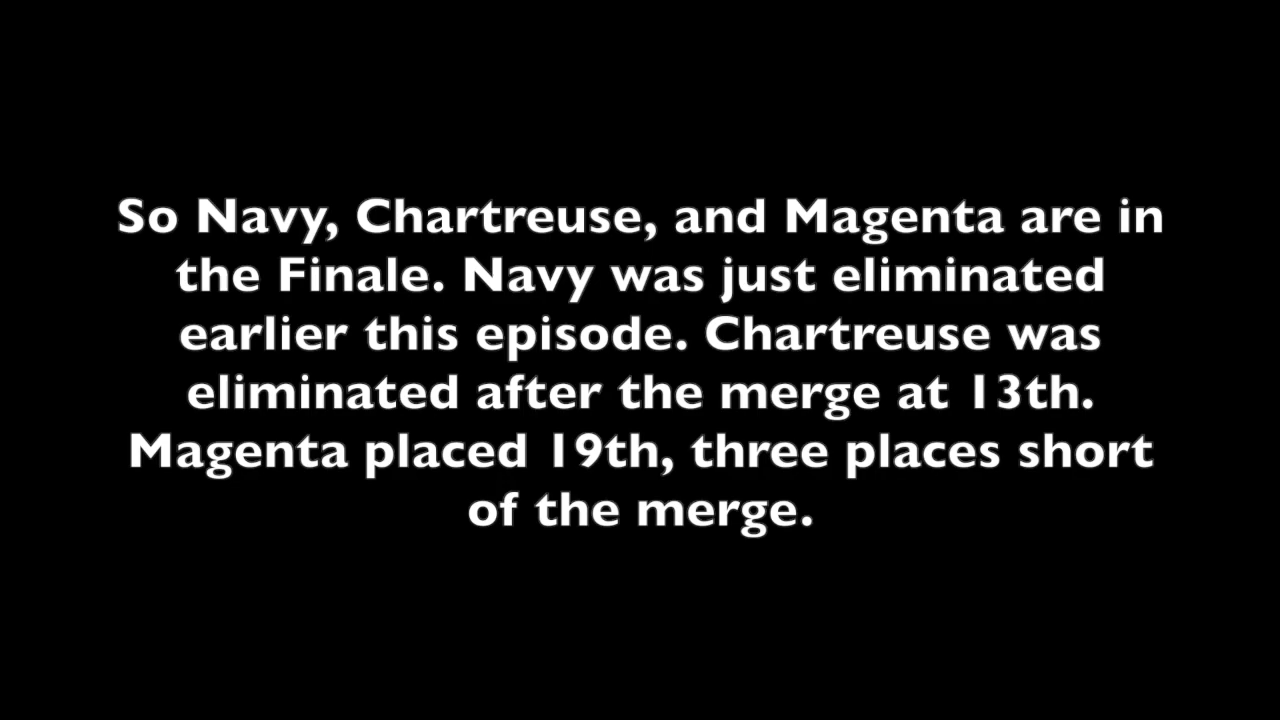 So Navy, Chartreuse, and Magenta are in
the Finale. Navy was just eliminated
earlier this episode. Chartreuse was
eliminated after the merge at 13th.
Magenta placed 19th, three places short
of the merge.